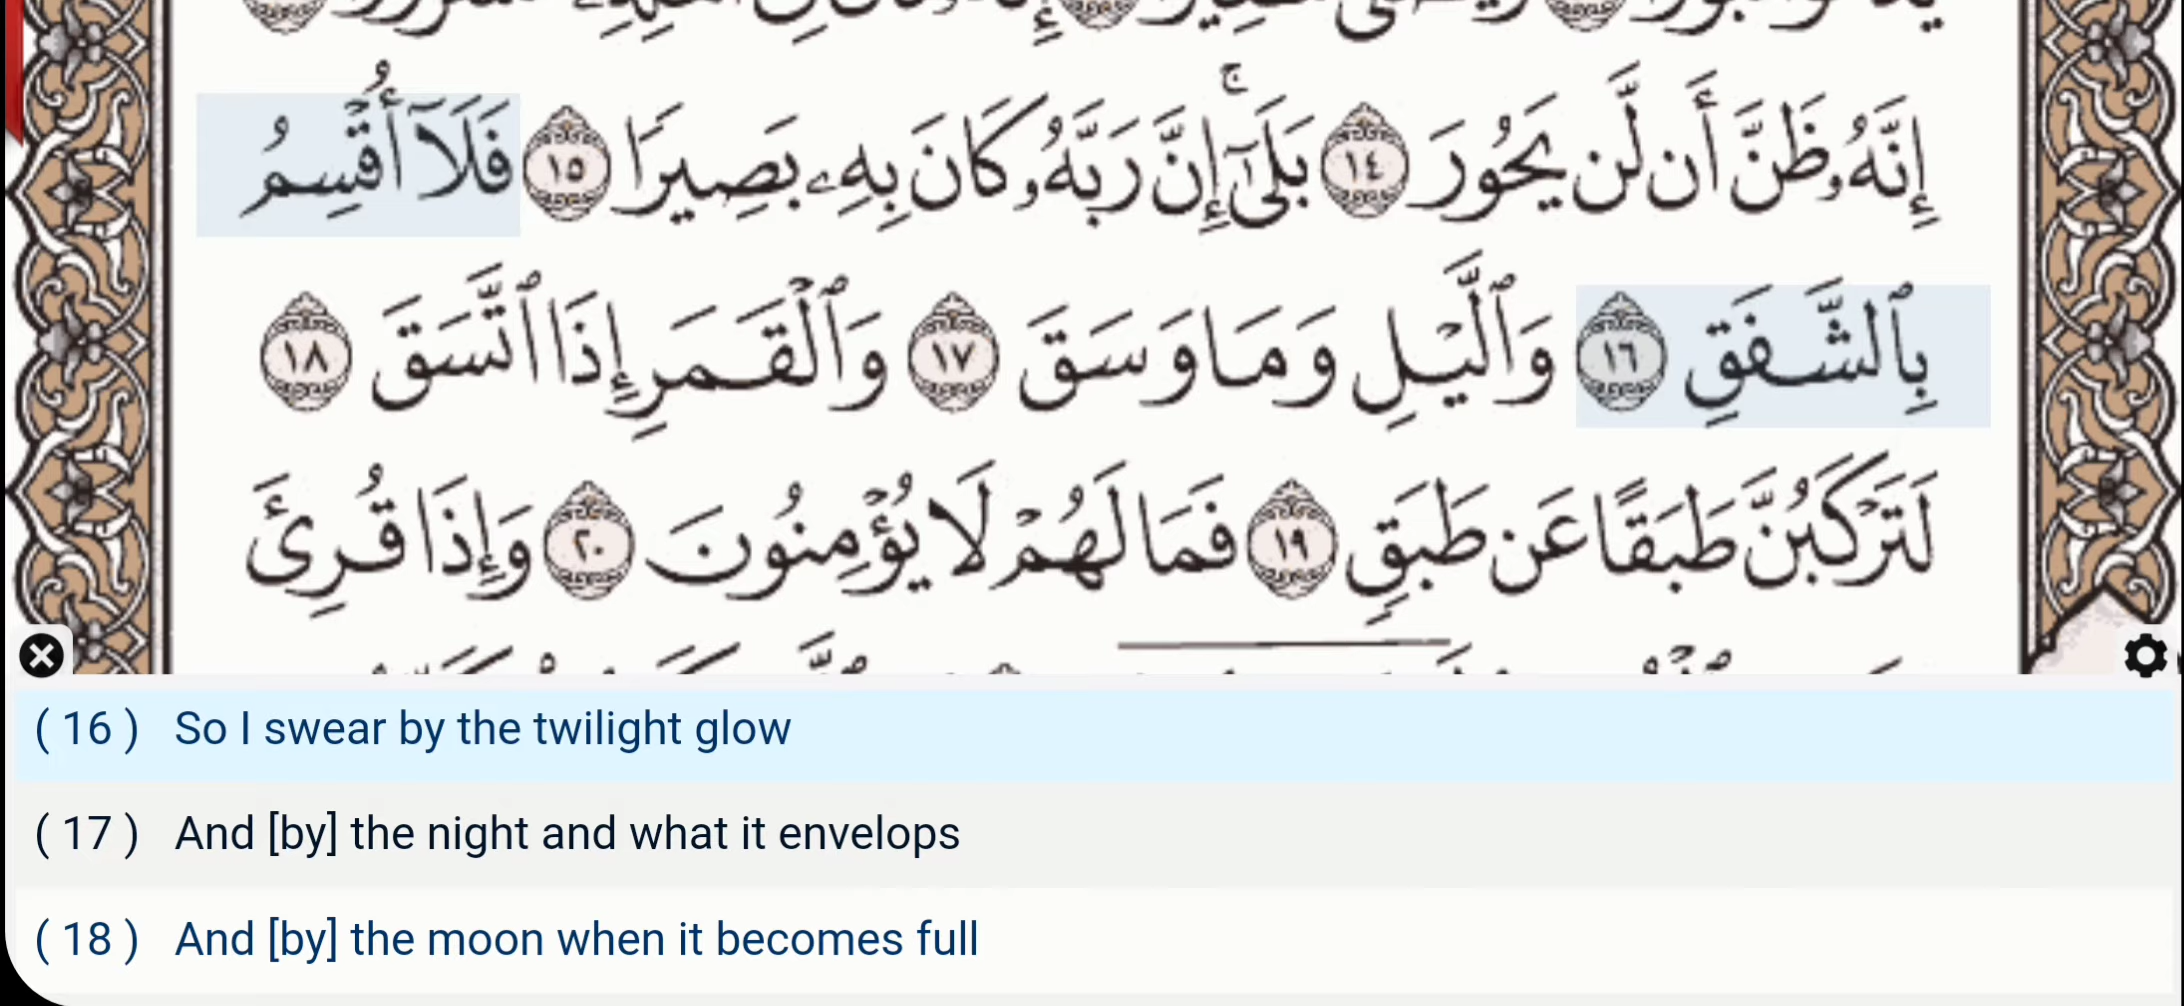 إِنَّهُۥ ظَنَّ أَن لَّن يَحُورَ ١٤ بَلَىٰٓۚ إِنَّ رَبَّهُۥ كَانَ بِهِۦ بَصِيرًا ١٥ فَلَآ أُقۡسِمُ
بِٱلشَّفَقِ ١٦ وَٱلَّيۡلِ وَمَا وَسَقَ ١٧ وَٱلۡقَمَرِ إِذَا ٱتَّسَقَ ١٨
لَتَرۡكَبُنَّ طَبَقًا عَن طَبَقٖ ١٩ فَمَا لَهُمۡ لَا يُؤۡمِنُونَ ٢٠ وَإِذَا قُرِئَ
( 16 ) So I swear by the twilight glow
( 17 ) And [by] the night and what it envelops
( 18 ) And [by] the moon when it becomes full